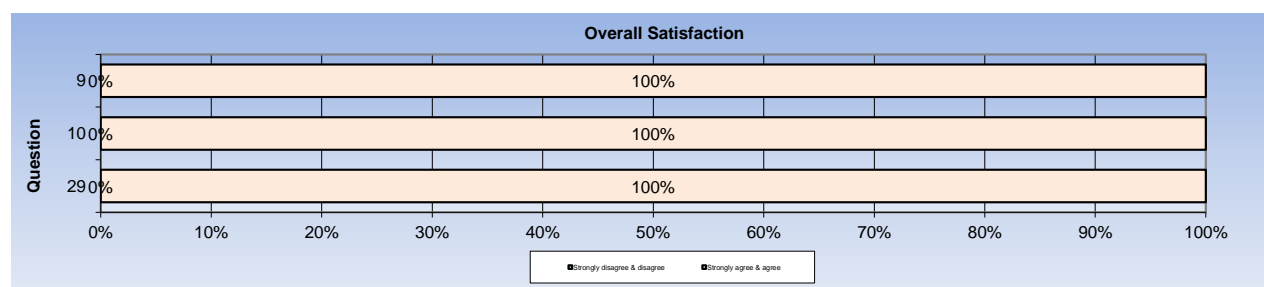 Overall Satisfaction
Question
9 0% 100%
10 0% 100%
29 0% 100%
0% 10% 20% 30% 40% 50% 60% 70% 80% 90% 100%
Strongly disagree & disagree Strongly agree & agree